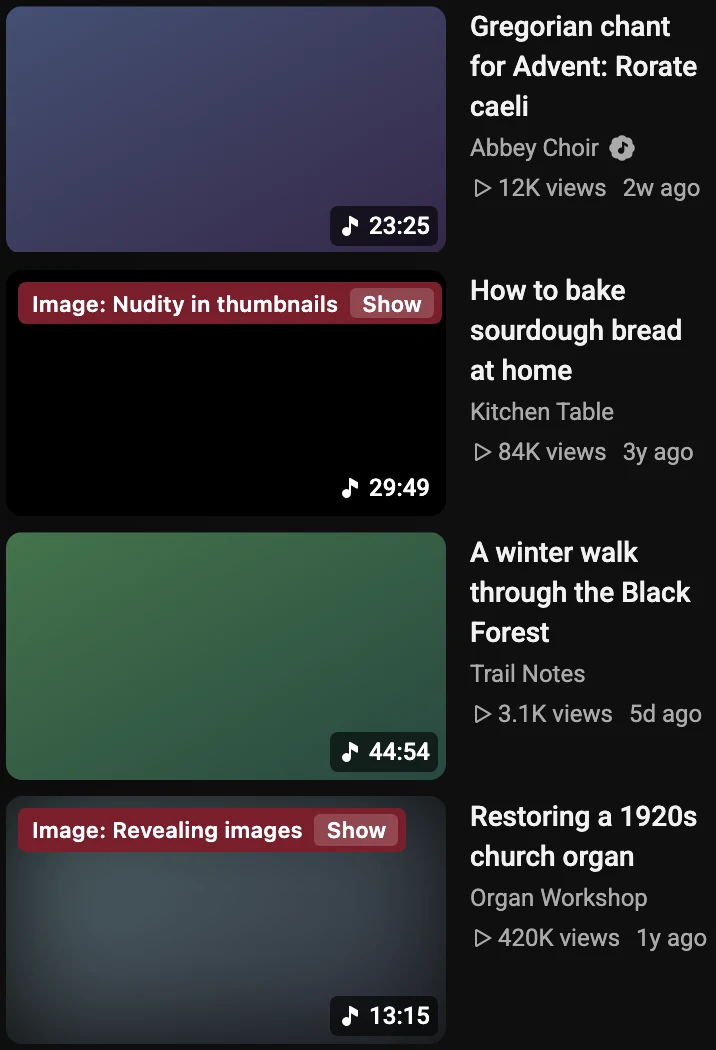 Gregorian chant
for Advent: Rorate
caeli
Abbey Choir
12K views 2w ago
23:25
Image: Nudity in thumbnails Show
How to bake
sourdough bread
at home
Kitchen Table
84K views 3y ago
29:49
A winter walk
through the Black
Forest
Trail Notes
3.1K views 5d ago
44:54
Image: Revealing images Show
Restoring a 1920s
church organ
Organ Workshop
420K views 1y ago
13:15